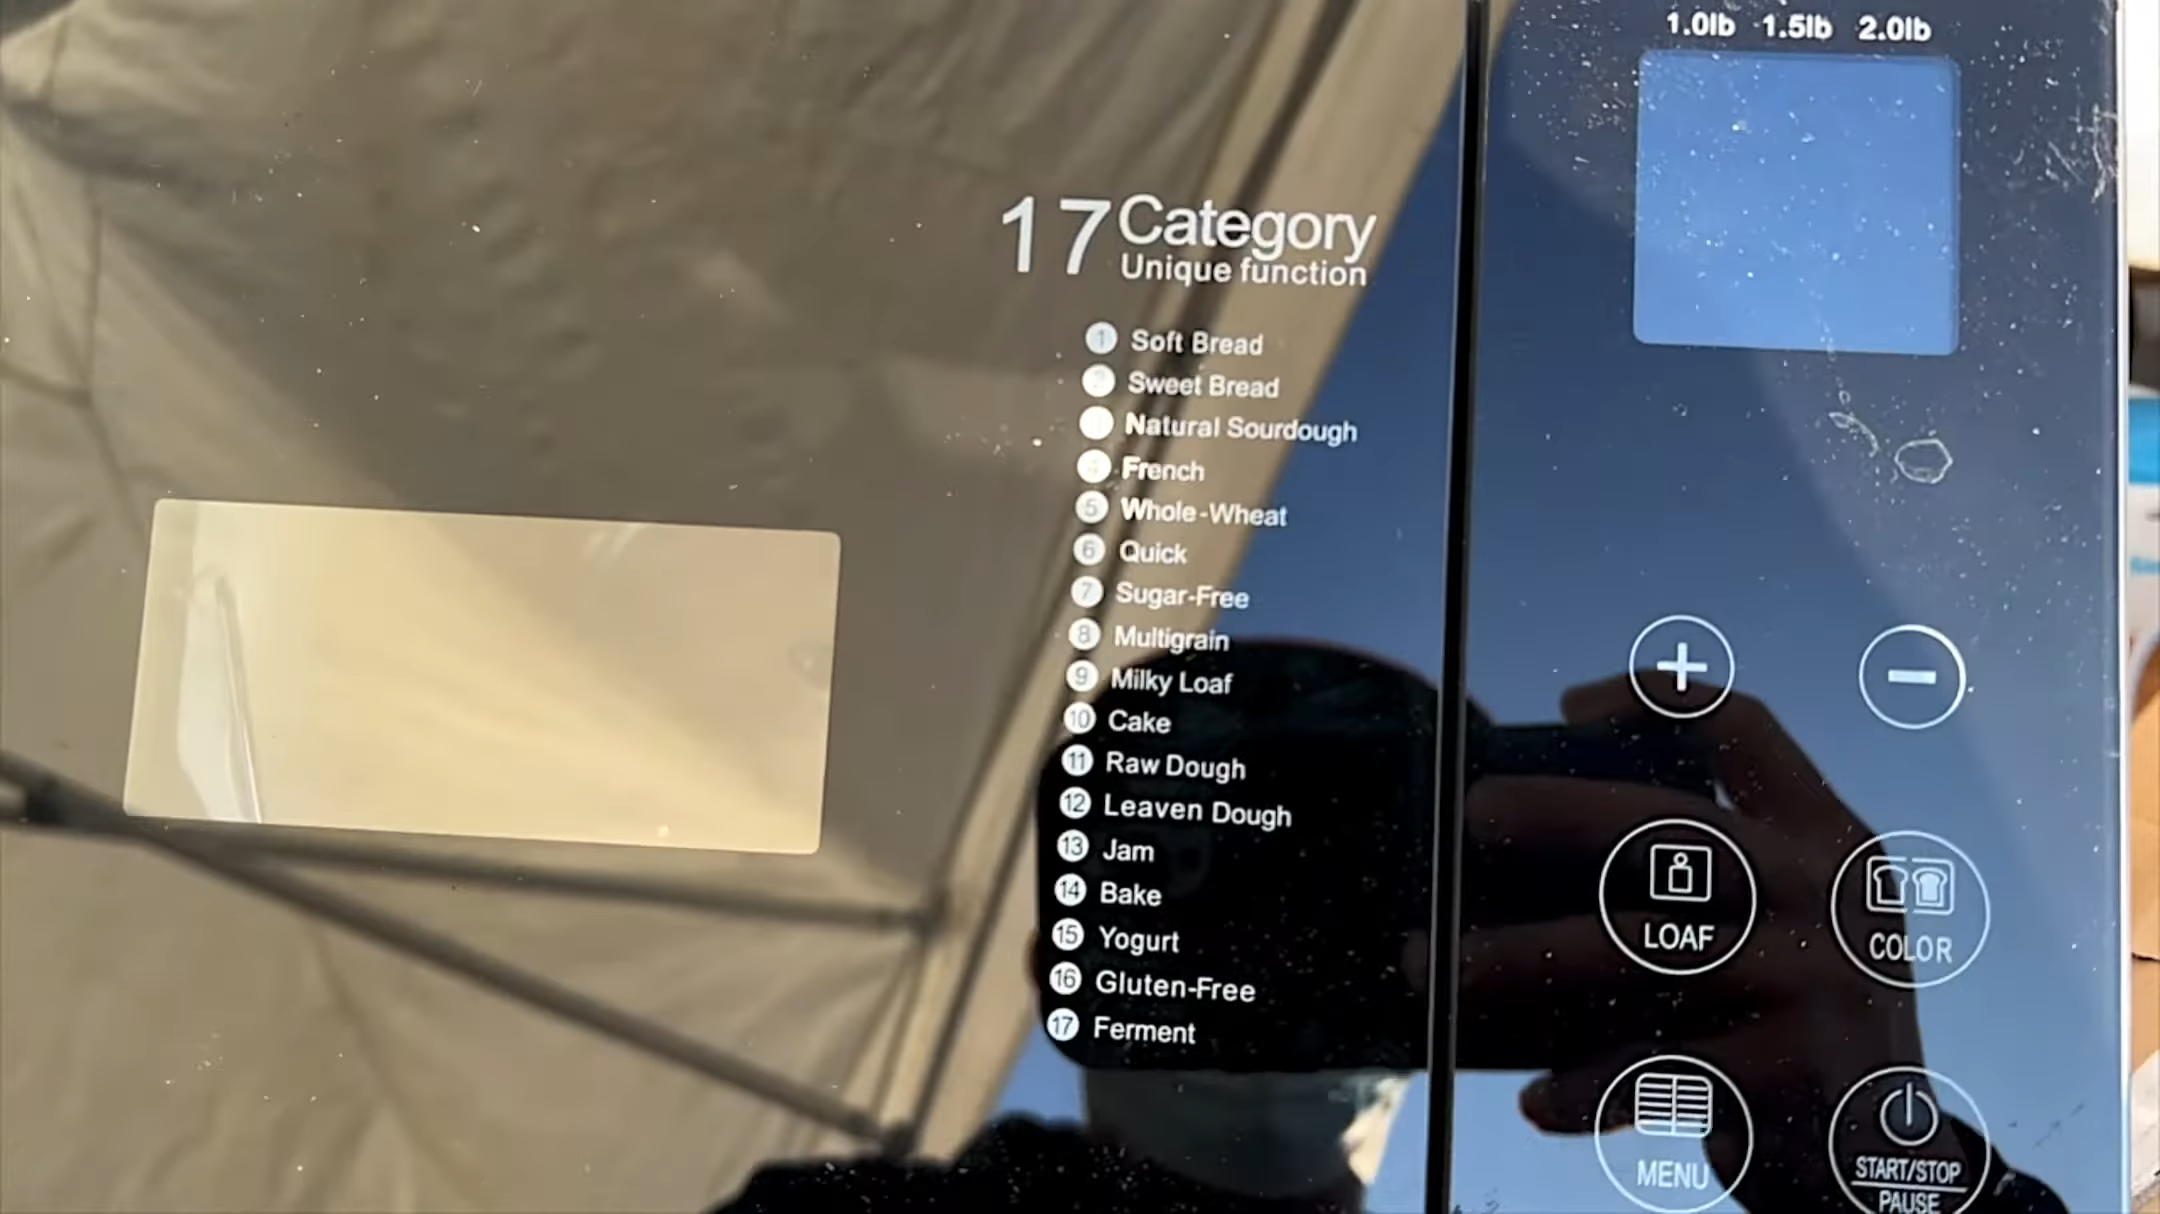 1.0lb 1.5lb 2.0lb
17 Category
Unique function
1 Soft Bread
2 Sweet Bread
Natural Sourdough
4 French
5 Whole-Wheat
6 Quick
7 Sugar-Free
8 Multigrain
9 Milky Loaf
10 Cake
11 Raw Dough
12 Leaven Dough
13 Jam
14 Bake
15 Yogurt
16 Gluten-Free
17 Ferment
+ −
LOAF
COLOR
MENU
START/STOP
PAUSE